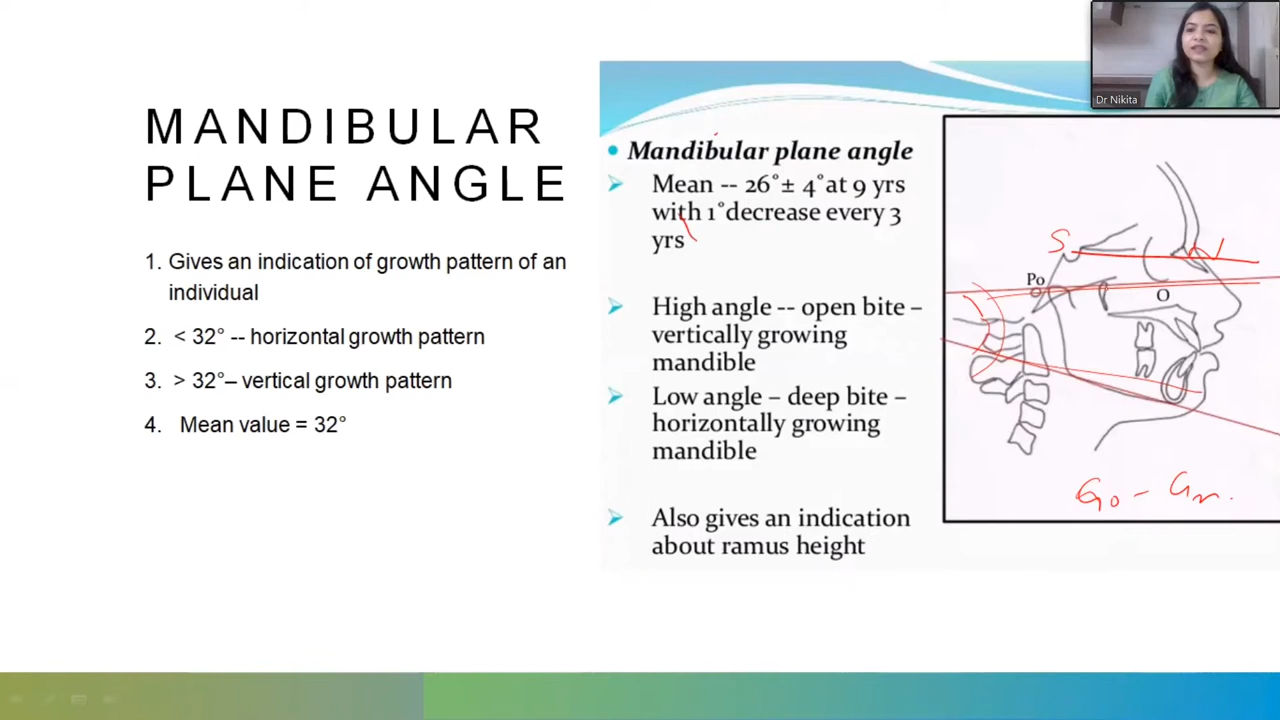 MANDIBULAR
PLANE ANGLE
1. Gives an indication of growth pattern of an
individual
2. < 32° -- horizontal growth pattern
3. > 32°– vertical growth pattern
4. Mean value = 32°
• Mandibular plane angle
Mean -- 26˚± 4˚at 9 yrs
with 1˚decrease every 3
yrs
High angle -- open bite –
vertically growing
mandible
Low angle – deep bite –
horizontally growing
mandible
Also gives an indication
about ramus height
S
Po
O
Go - Gn
Dr Nikita